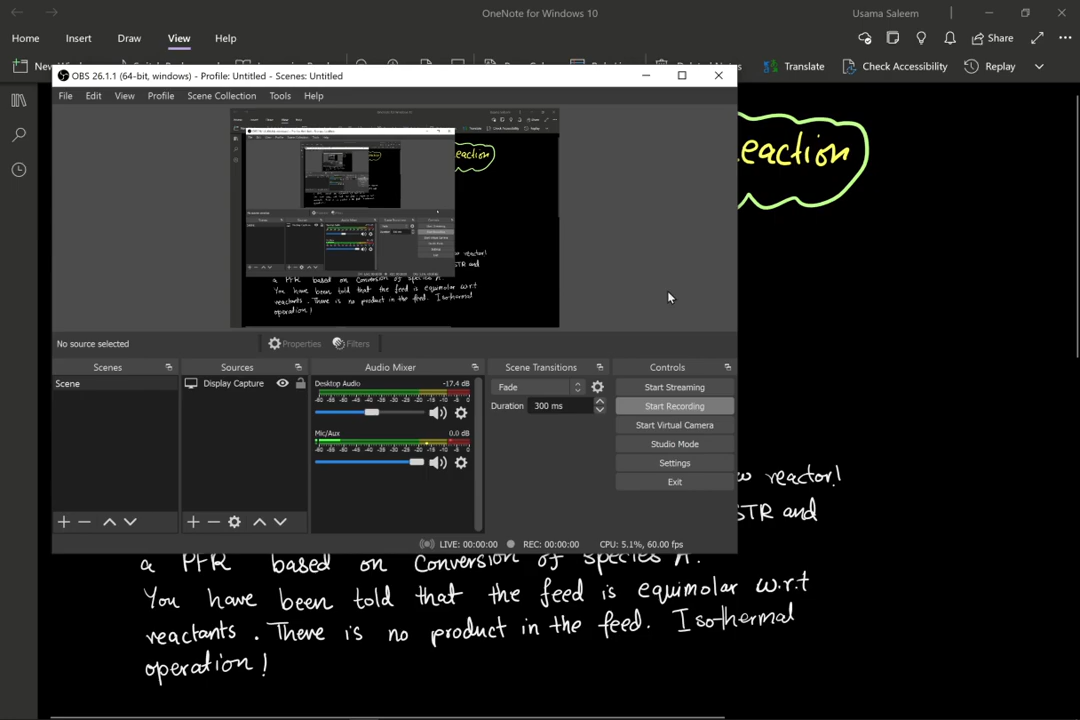 OneNote for Windows 10
Usama Saleem
Home Insert Draw View Help
Share
Translate Check Accessibility Replay
OBS 26.1.1 (64-bit, windows) - Profile: Untitled - Scenes: Untitled
File Edit View Profile Scene Collection Tools Help
eaction
No source selected
Properties Filters
Scenes Sources Audio Mixer Scene Transitions Controls
Scene
Display Capture
Desktop Audio -17.4 dB
Mic/Aux 0.0 dB
Fade
Duration 300 ms
Start Streaming
Start Recording
Start Virtual Camera
Studio Mode
Settings
Exit
LIVE: 00:00:00 REC: 00:00:00 CPU: 5.1%, 60.00 fps
w reactor!
STR and
a PFR based on Conversion of species A.
You have been told that the feed is equimolar w.r.t
reactants. There is no product in the feed. Isothermal
operation!